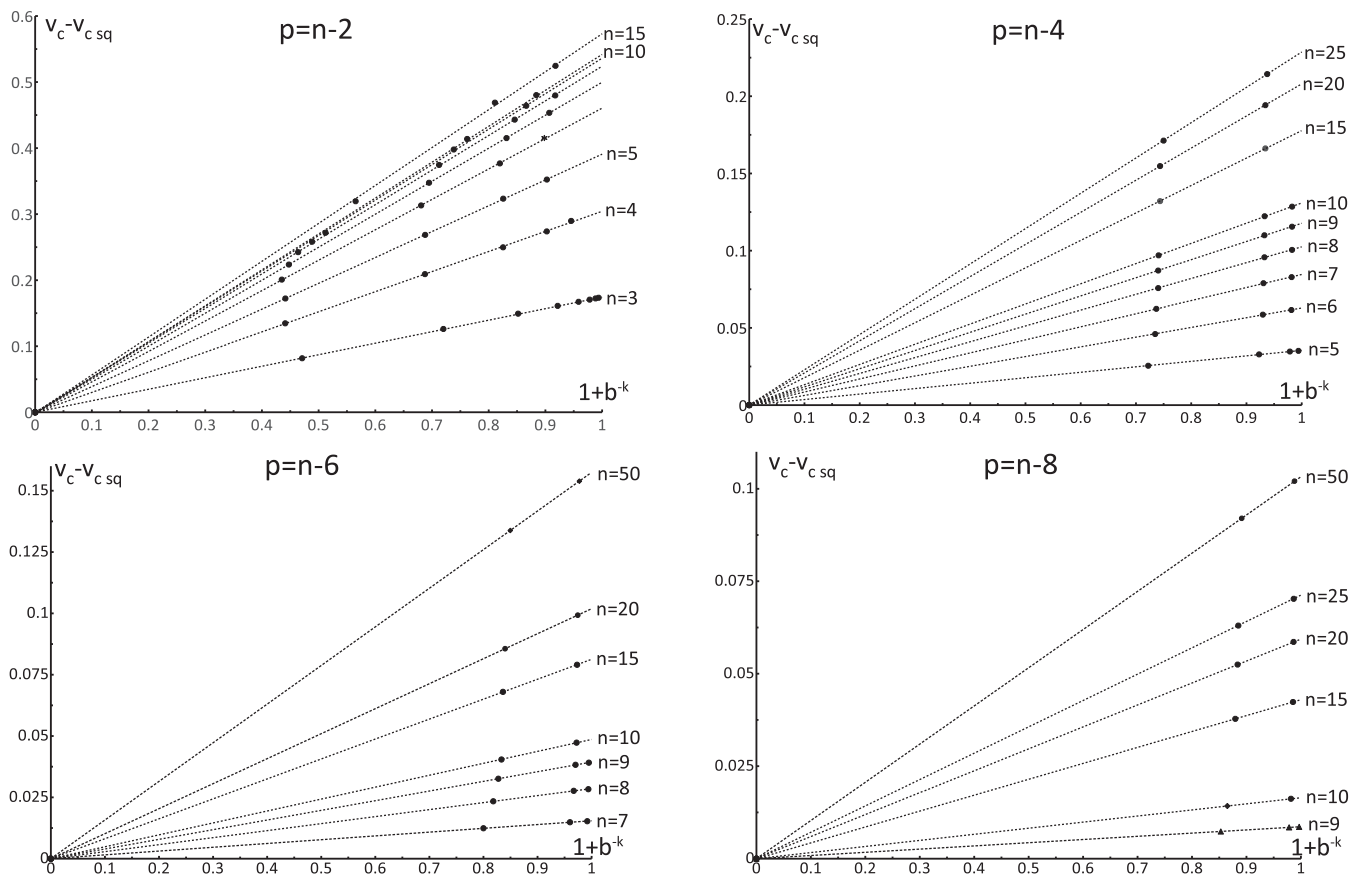 p=n-2
v_c-v_c sq
0.6
0.5
0.4
0.3
0.2
0.1
0
0 0.1 0.2 0.3 0.4 0.5 0.6 0.7 0.8 0.9 1
n=15
n=10
n=5
n=4
n=3
1+b^-k
p=n-4
v_c-v_c sq
0.25
0.2
0.15
0.1
0.05
0
0 0.1 0.2 0.3 0.4 0.5 0.6 0.7 0.8 0.9 1
n=25
n=20
n=15
n=10
n=9
n=8
n=7
n=6
n=5
1+b^-k
p=n-6
v_c-v_c sq
0.15
0.125
0.1
0.075
0.05
0.025
0
0 0.1 0.2 0.3 0.4 0.5 0.6 0.7 0.8 0.9 1
n=50
n=20
n=15
n=10
n=9
n=8
n=7
1+b^-k
p=n-8
v_c-v_c sq
0.1
0.075
0.05
0.025
0
0 0.1 0.2 0.3 0.4 0.5 0.6 0.7 0.8 0.9 1
n=50
n=25
n=20
n=15
n=10
n=9
1+b^-k